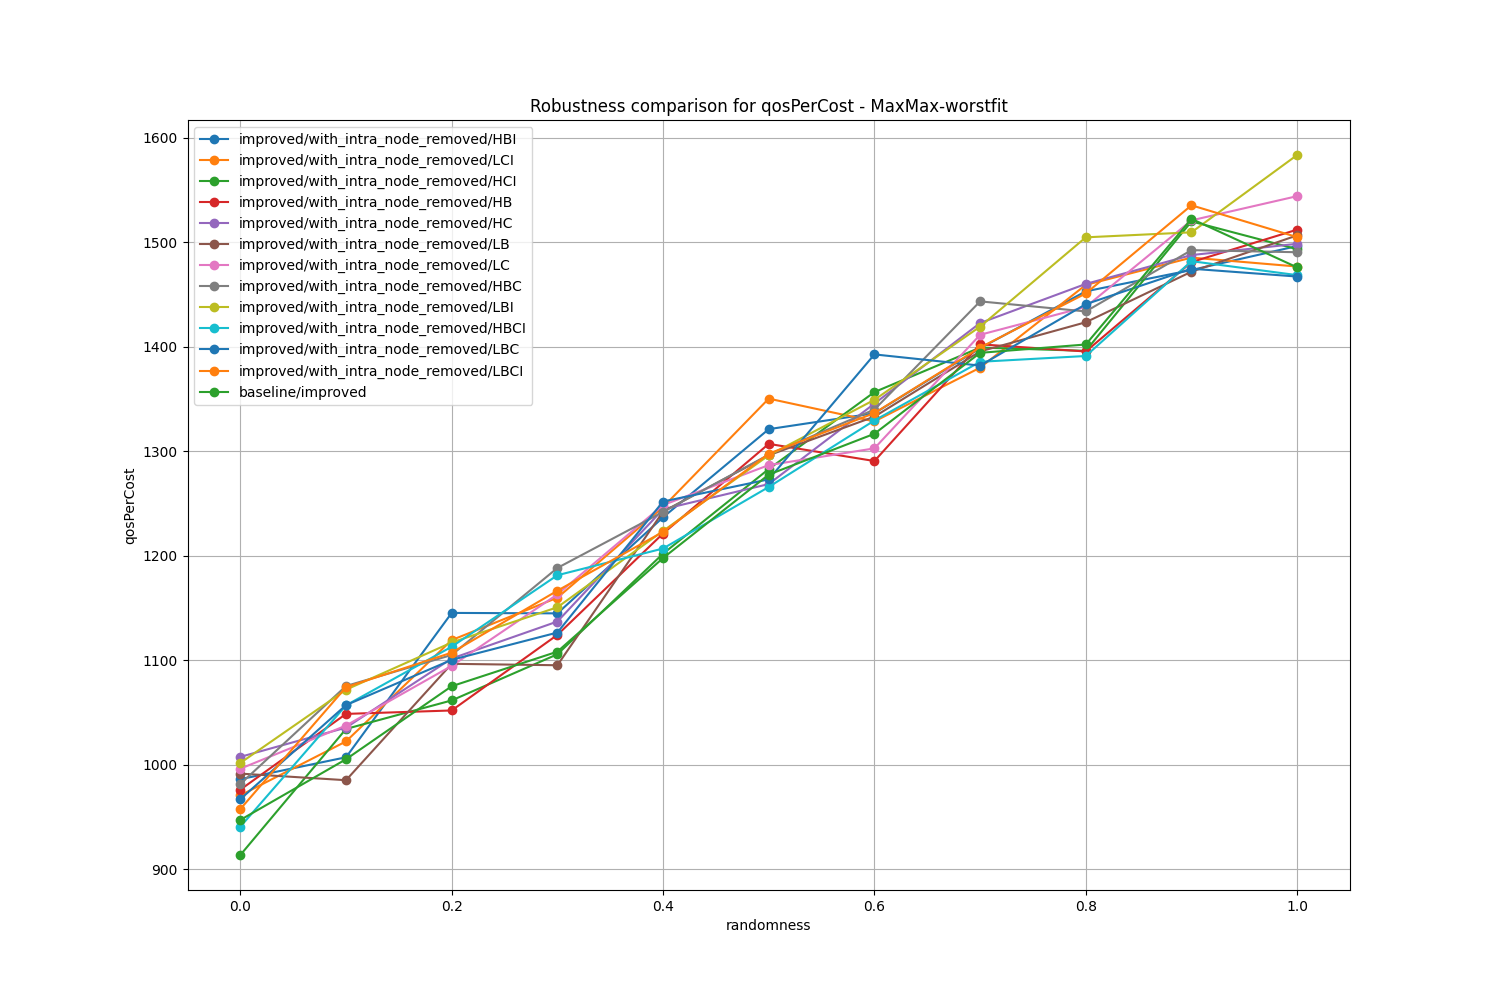 Robustness comparison for qosPerCost - MaxMax-worstfit
improved/with_intra_node_removed/HBI
improved/with_intra_node_removed/LCI
improved/with_intra_node_removed/HCI
improved/with_intra_node_removed/HB
improved/with_intra_node_removed/HC
improved/with_intra_node_removed/LB
improved/with_intra_node_removed/LC
improved/with_intra_node_removed/HBC
improved/with_intra_node_removed/LBI
improved/with_intra_node_removed/HBCI
improved/with_intra_node_removed/LBC
improved/with_intra_node_removed/LBCI
baseline/improved
1600
1500
1400
1300
1200
1100
1000
900
qosPerCost
0.0 0.2 0.4 0.6 0.8 1.0
randomness